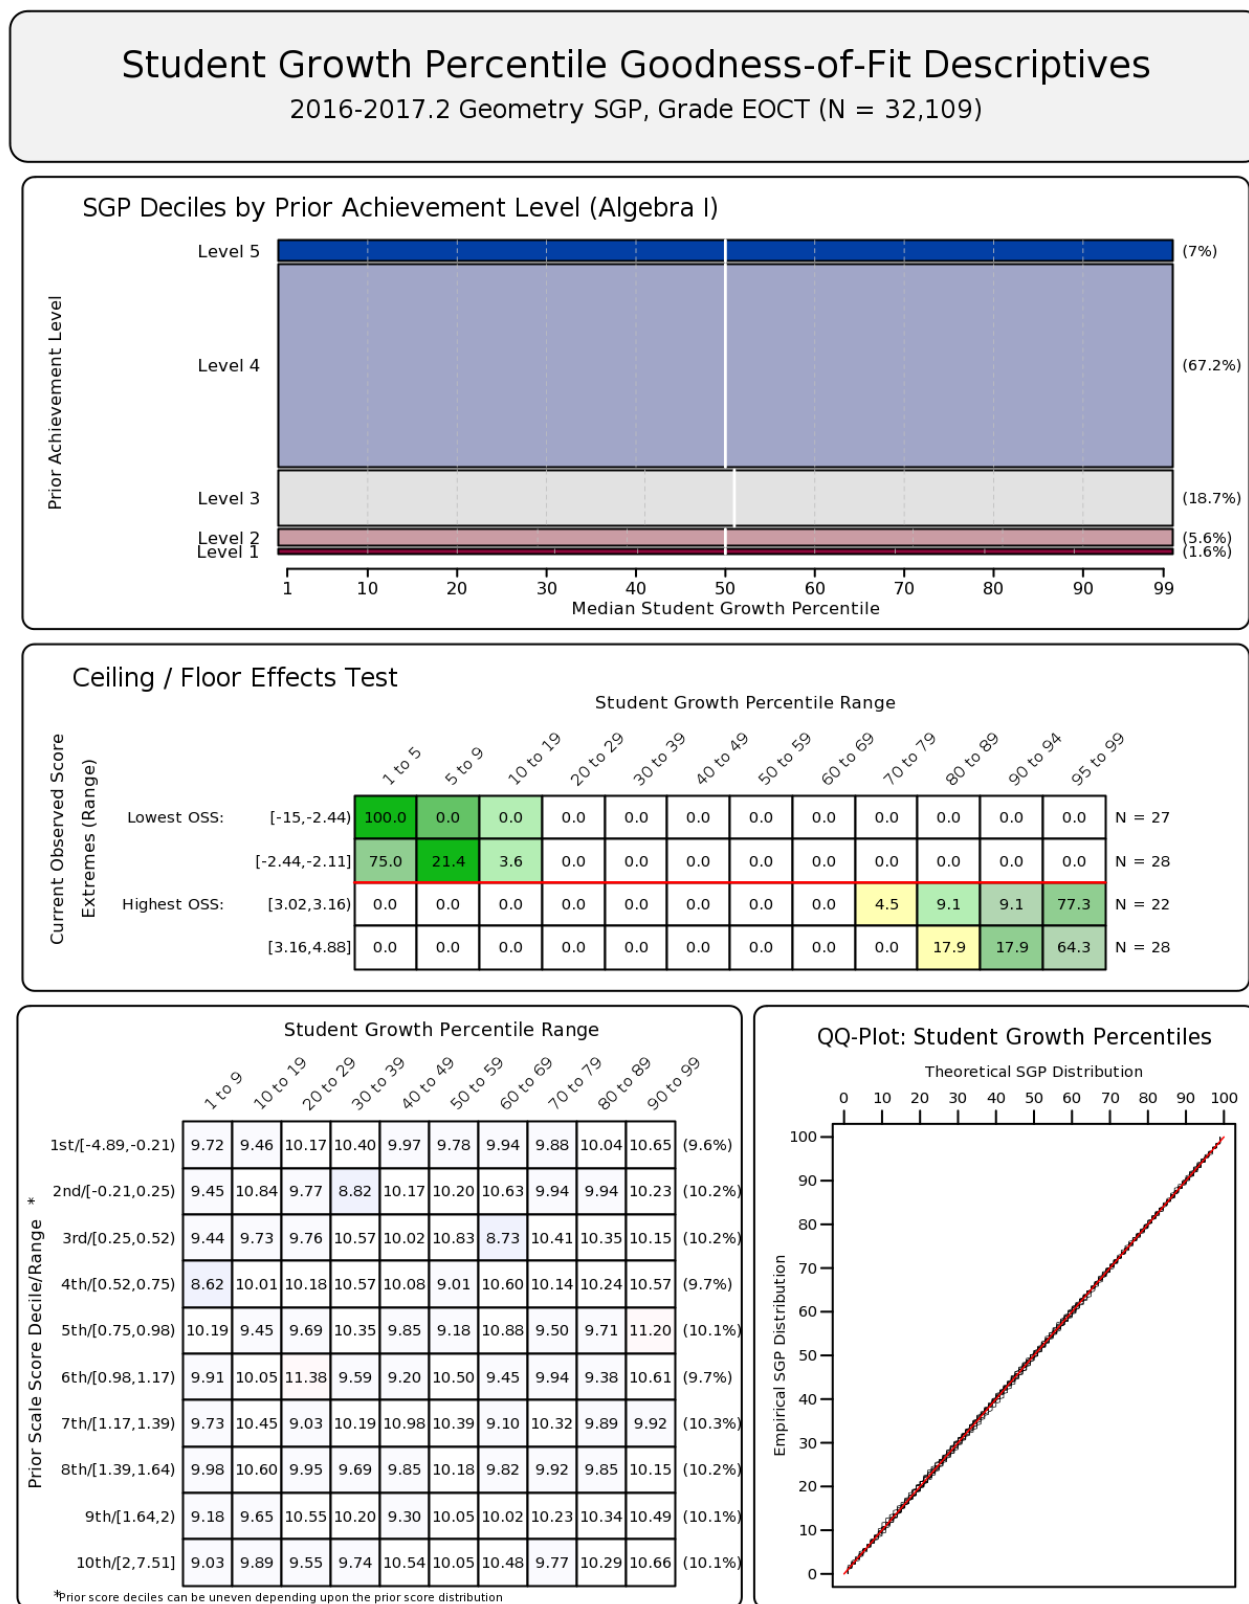 Student Growth Percentile Goodness-of-Fit Descriptives
2016-2017.2 Geometry SGP, Grade EOCT (N = 32,109)
SGP Deciles by Prior Achievement Level (Algebra I)
Prior Achievement Level
Level 5 (7%)
Level 4 (67.2%)
Level 3 (18.7%)
Level 2 (5.6%)
Level 1 (1.6%)
1 10 20 30 40 50 60 70 80 90 99
Median Student Growth Percentile
Ceiling / Floor Effects Test
Student Growth Percentile Range
Current Observed Score
Extremes (Range)
1 to 5 5 to 9 10 to 19 20 to 29 30 to 39 40 to 49 50 to 59 60 to 69 70 to 79 80 to 89 90 to 94 95 to 99
Lowest OSS: [-15,-2.44) 100.0 0.0 0.0 0.0 0.0 0.0 0.0 0.0 0.0 0.0 0.0 0.0 N = 27
[-2.44,-2.11] 75.0 21.4 3.6 0.0 0.0 0.0 0.0 0.0 0.0 0.0 0.0 0.0 N = 28
Highest OSS: [3.02,3.16) 0.0 0.0 0.0 0.0 0.0 0.0 0.0 0.0 4.5 9.1 9.1 77.3 N = 22
[3.16,4.88] 0.0 0.0 0.0 0.0 0.0 0.0 0.0 0.0 0.0 17.9 17.9 64.3 N = 28
Student Growth Percentile Range
Prior Scale Score Decile/Range *
1 to 9 10 to 19 20 to 29 30 to 39 40 to 49 50 to 59 60 to 69 70 to 79 80 to 89 90 to 99
1st/[-4.89,-0.21) 9.72 9.46 10.17 10.40 9.97 9.78 9.94 9.88 10.04 10.65 (9.6%)
2nd/[-0.21,0.25) 9.45 10.84 9.77 8.82 10.17 10.20 10.63 9.94 9.94 10.23 (10.2%)
3rd/[0.25,0.52) 9.44 9.73 9.76 10.57 10.02 10.83 8.73 10.41 10.35 10.15 (10.2%)
4th/[0.52,0.75) 8.62 10.01 10.18 10.57 10.08 9.01 10.60 10.14 10.24 10.57 (9.7%)
5th/[0.75,0.98) 10.19 9.45 9.69 10.35 9.85 9.18 10.88 9.50 9.71 11.20 (10.1%)
6th/[0.98,1.17) 9.91 10.05 11.38 9.59 9.20 10.50 9.45 9.94 9.38 10.61 (9.7%)
7th/[1.17,1.39) 9.73 10.45 9.03 10.19 10.98 10.39 9.10 10.32 9.89 9.92 (10.3%)
8th/[1.39,1.64) 9.98 10.60 9.95 9.69 9.85 10.18 9.82 9.92 9.85 10.15 (10.2%)
9th/[1.64,2) 9.18 9.65 10.55 10.20 9.30 10.05 10.02 10.23 10.34 10.49 (10.1%)
10th/[2,7.51] 9.03 9.89 9.55 9.74 10.54 10.05 10.48 9.77 10.29 10.66 (10.1%)
*Prior score deciles can be uneven depending upon the prior score distribution
QQ-Plot: Student Growth Percentiles
Theoretical SGP Distribution
0 10 20 30 40 50 60 70 80 90 100
Empirical SGP Distribution
100
90
80
70
60
50
40
30
20
10
0